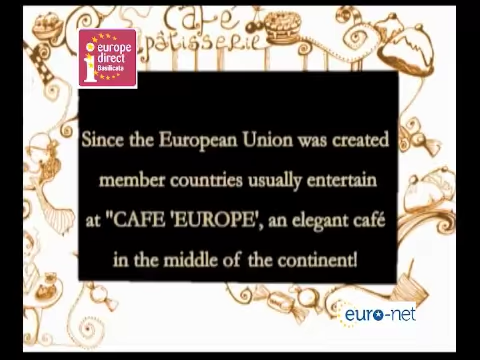 Café
pâtisserie
europe
direct
Basilicata
Since the European Union was created
member countries usually entertain
at "CAFE 'EUROPE', an elegant café
in the middle of the continent!
euro-net